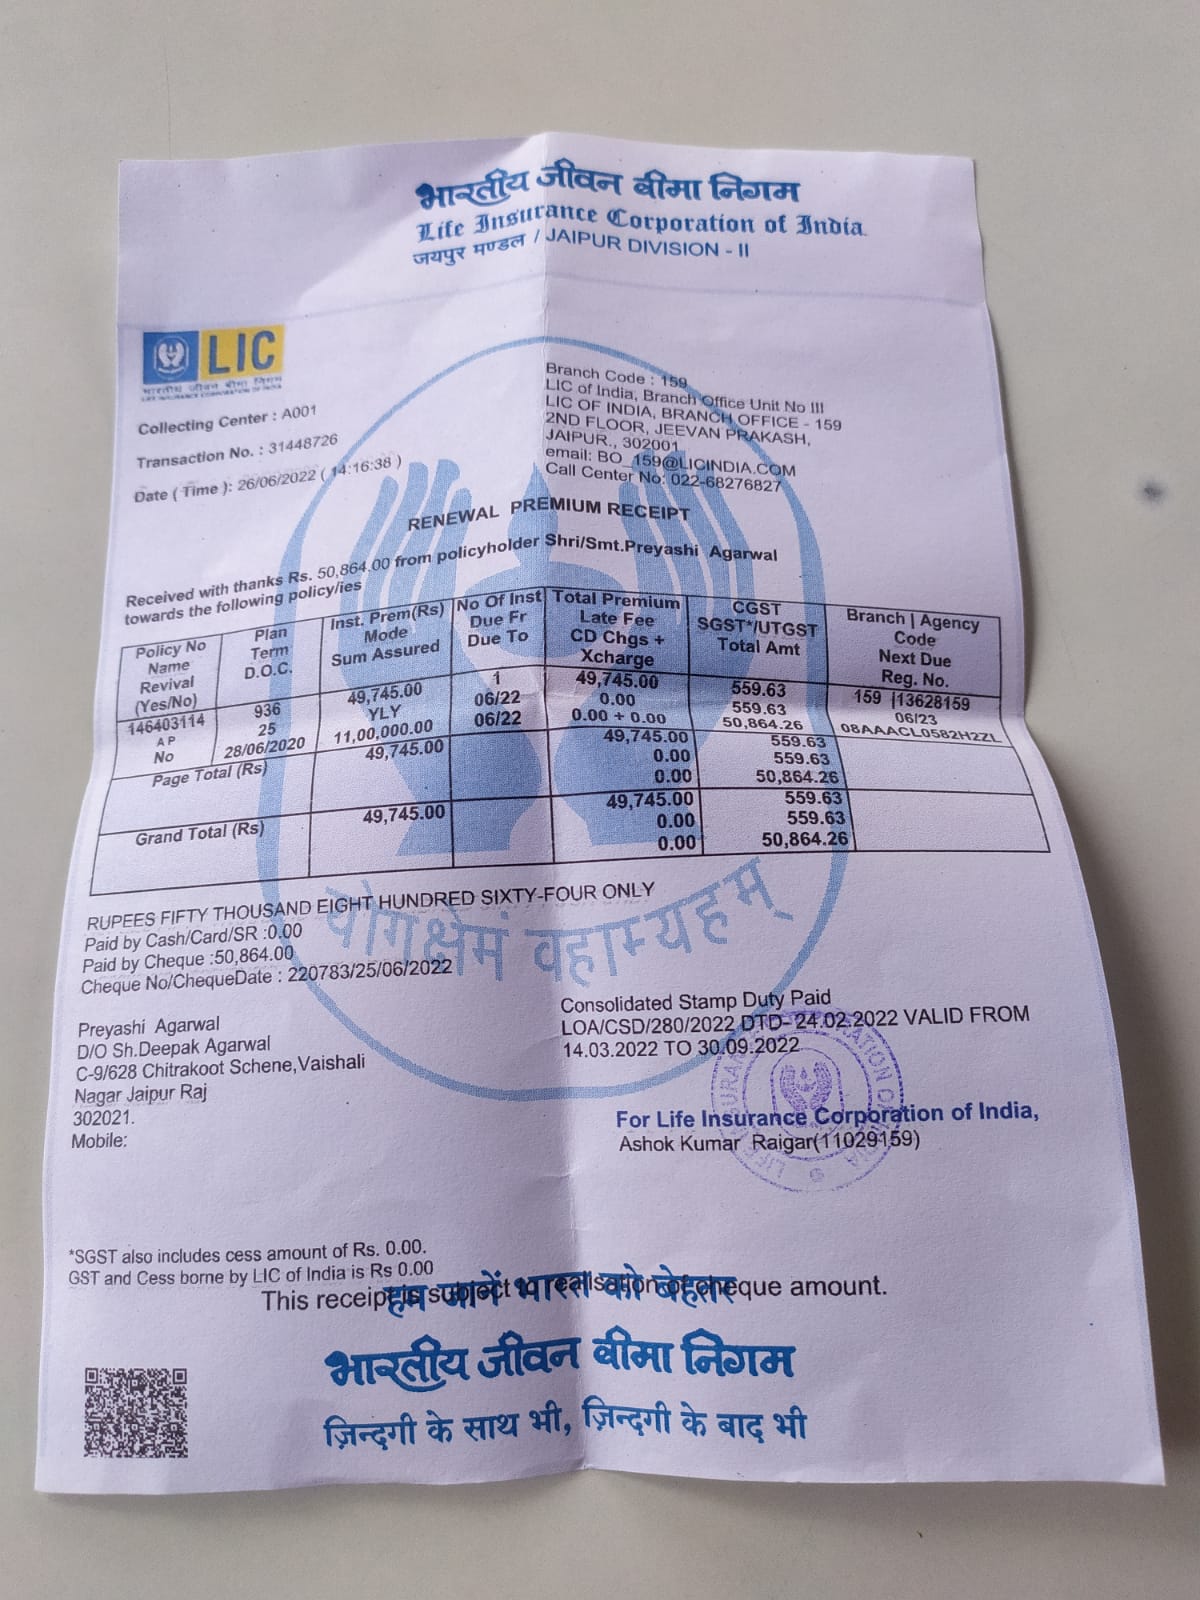 भारतीय जीवन बीमा निगम
Life Insurance Corporation of India
जयपुर मण्डल / JAIPUR DIVISION - II
LIC
भारतीय जीवन बीमा निगम
LIFE INSURANCE CORPORATION OF INDIA
Collecting Center : A001
Transaction No. : 31448726
Date ( Time ): 26/06/2022 ( 14:16:38 )
Branch Code : 159
LIC of India, Branch Office Unit No III
LIC OF INDIA, BRANCH OFFICE - 159
2ND FLOOR, JEEVAN PRAKASH,
JAIPUR., 302001
email: BO_159@LICINDIA.COM
Call Center No: 022-68276827
RENEWAL PREMIUM RECEIPT
Received with thanks Rs. 50,864.00 from policyholder Shri/Smt.Preyashi Agarwal
towards the following policy/ies
Policy No
Name
Revival
(Yes/No)
Plan
Term
D.O.C.
Inst. Prem(Rs)
Mode
Sum Assured
No Of Inst
Due Fr
Due To
Total Premium
Late Fee
CD Chgs +
Xcharge
CGST
SGST*/UTGST
Total Amt
Branch | Agency
Code
Next Due
Reg. No.
146403114
A P
No
936
25
28/06/2020
49,745.00
YLY
11,00,000.00
1
06/22
06/22
49,745.00
0.00
0.00 + 0.00
559.63
559.63
50,864.26
159 |13628159
06/23
08AAACL0582H2ZL
Page Total (Rs)
49,745.00
49,745.00
0.00
0.00
559.63
559.63
50,864.26
Grand Total (Rs)
49,745.00
49,745.00
0.00
0.00
559.63
559.63
50,864.26
योगक्षेमं वहाम्यहम्
RUPEES FIFTY THOUSAND EIGHT HUNDRED SIXTY-FOUR ONLY
Paid by Cash/Card/SR :0.00
Paid by Cheque :50,864.00
Cheque No/ChequeDate : 220783/25/06/2022
Preyashi Agarwal
D/O Sh.Deepak Agarwal
C-9/628 Chitrakoot Schene,Vaishali
Nagar Jaipur Raj
302021.
Mobile:
Consolidated Stamp Duty Paid
LOA/CSD/280/2022 DTD- 24.02.2022 VALID FROM
14.03.2022 TO 30.09.2022
For Life Insurance Corporation of India,
Ashok Kumar Raigar(11029159)
*SGST also includes cess amount of Rs. 0.00.
GST and Cess borne by LIC of India is Rs 0.00
This receipt is subject to realisation of cheque amount.
हम जानें भारत को बेहतर
भारतीय जीवन बीमा निगम
ज़िन्दगी के साथ भी, ज़िन्दगी के बाद भी